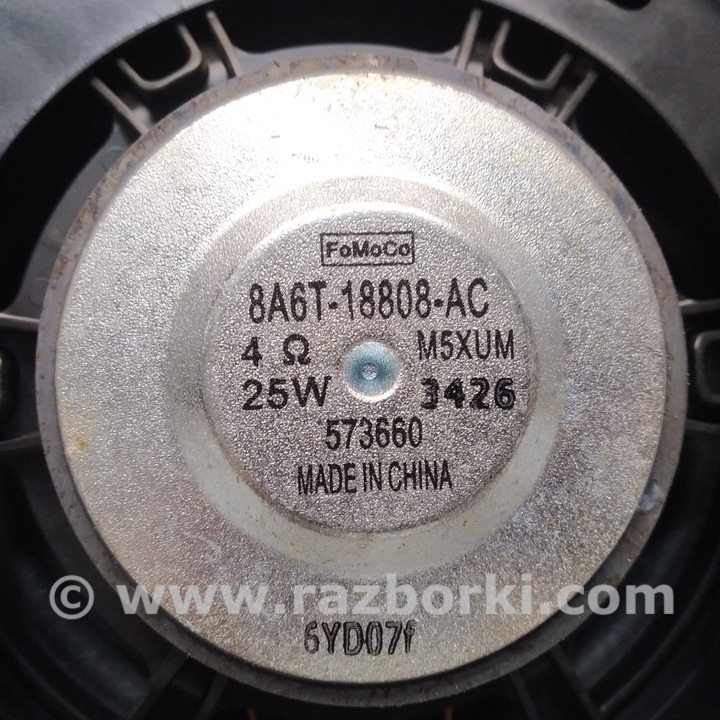 FoMoCo
8A6T-18808-AC
4 Ω M5XUM
25W 3426
573660
MADE IN CHINA
© www.razborki.com
6YD07f